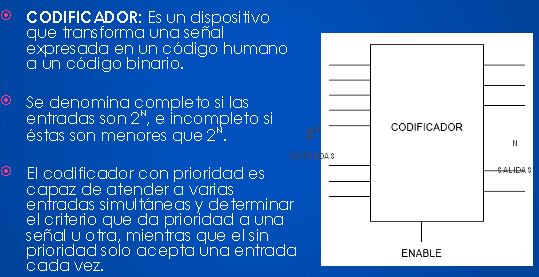 CODIFICADOR: Es un dispositivo
que transforma una señal
expresada en un código humano
a un código binario.
Se denomina completo si las
entradas son 2^N, e incompleto si
éstas son menores que 2^N.
El codificador con prioridad es
capaz de atender a varias
entradas simultáneas y determinar
el criterio que da prioridad a una
señal u otra, mientras que el sin
prioridad solo acepta una entrada
cada vez.
CODIFICADOR
N
SALIDAS
ENABLE